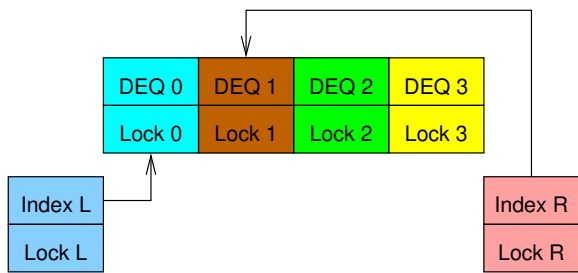 DEQ 0 DEQ 1 DEQ 2 DEQ 3
Lock 0 Lock 1 Lock 2 Lock 3
Index L Index R
Lock L Lock R